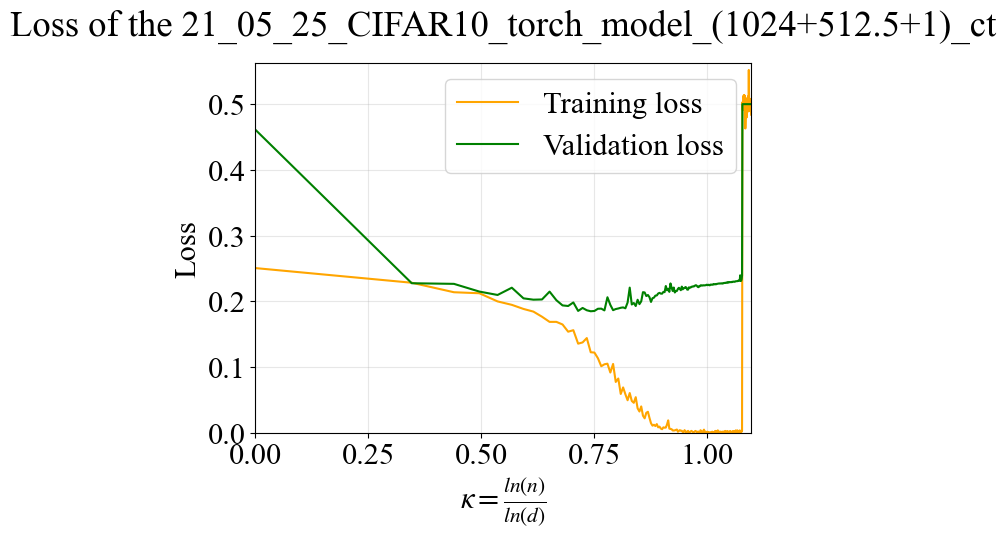 Loss of the 21_05_25_CIFAR10_torch_model_(1024+512.5+1)_ct
Training loss
Validation loss
Loss
0.5
0.4
0.3
0.2
0.1
0.0
0.00 0.25 0.50 0.75 1.00
κ = ln(n)/ln(d)